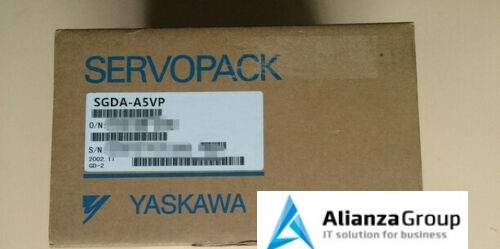 SERVOPACK
SGDA-A5VP
O/N
S/N
2002.11
GD-2
YASKAWA
AlianzaGroup
IT solution for business